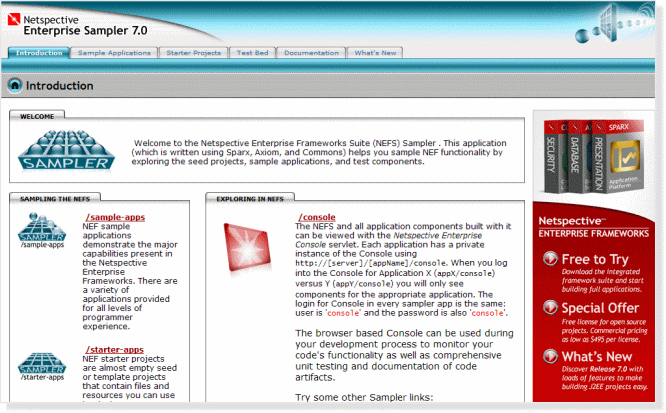 Netspective
Enterprise Sampler 7.0
Introduction
Sample Applications
Starter Projects
Test Bed
Documentation
What's New
Introduction
WELCOME
SAMPLER
Welcome to the Netspective Enterprise Frameworks Suite (NEFS) Sampler . This application
(which is written using Sparx, Axiom, and Commons) helps you sample NEF functionality by
exploring the seed projects, sample applications, and test components.
SAMPLING THE NEFS
SAMPLER
/sample-apps
/sample-apps
NEF sample
applications
demonstrate the major
capabilities present in
the Netspective
Enterprise
Frameworks. There are
a variety of
applications provided
for all levels of
programmer
experience.
SAMPLER
/starter-apps
/starter-apps
NEF starter projects
are almost empty seed
or template projects
that contain files and
resources you can use
EXPLORING IN NEFS
/console
The NEFS and all application components built with it
can be viewed with the Netspective Enterprise
Console servlet. Each application has a private
instance of the Console using
http://[server]/[appName]/console. When you log
into the Console for Application X (appX/console)
versus Y (appY/console) you will only see
components for the appropriate application. The
login for Console in every sampler app is the same:
user is 'console' and the password is also 'console'.
The browser based Console can be used during
your development process to monitor your
code's functionality as well as comprehensive
unit testing and documentation of code
artifacts.
Try some other Sampler links:
SECURITY
DATABASE
PRESENTATION
SPARX
Application
Platform
Netspective™
ENTERPRISE FRAMEWORKS
Free to Try
Download the integrated
framework suite and start
building full applications.
Special Offer
Free license for open source
projects. Commercial pricing
as low as $495 per license.
What's New
Discover Release 7.0 with
loads of features to make
building J2EE projects easy.